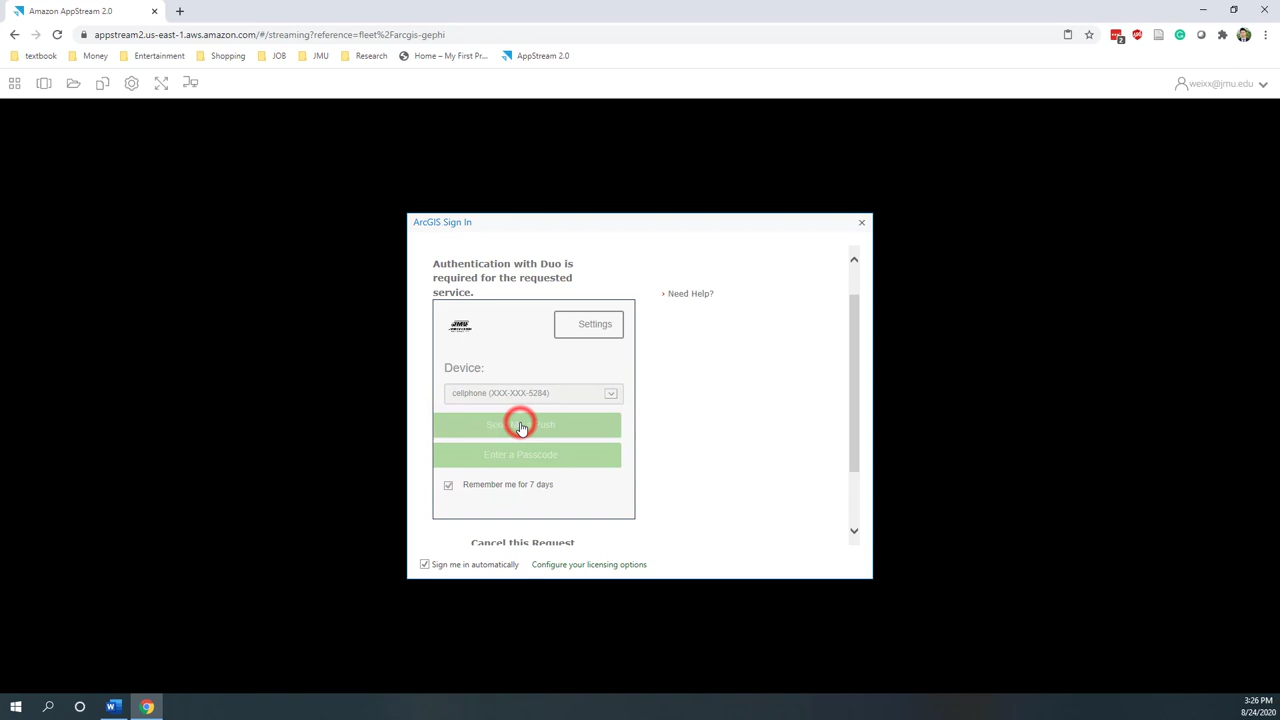 Amazon AppStream 2.0
appstream2.us-east-1.aws.amazon.com/#/streaming?reference=fleet%2Farcgis-gephi
2
textbook
Money
Entertainment
Shopping
JOB
JMU
Research
Home – My First Pr...
AppStream 2.0
weixx@jmu.edu
ArcGIS Sign In
Authentication with Duo is
required for the requested
service.
› Need Help?
JMU
Settings
Device:
cellphone (XXX-XXX-5284)
Enter a Passcode
Remember me for 7 days
Cancel this Request
Sign me in automatically
Configure your licensing options
3:26 PM
8/24/2020